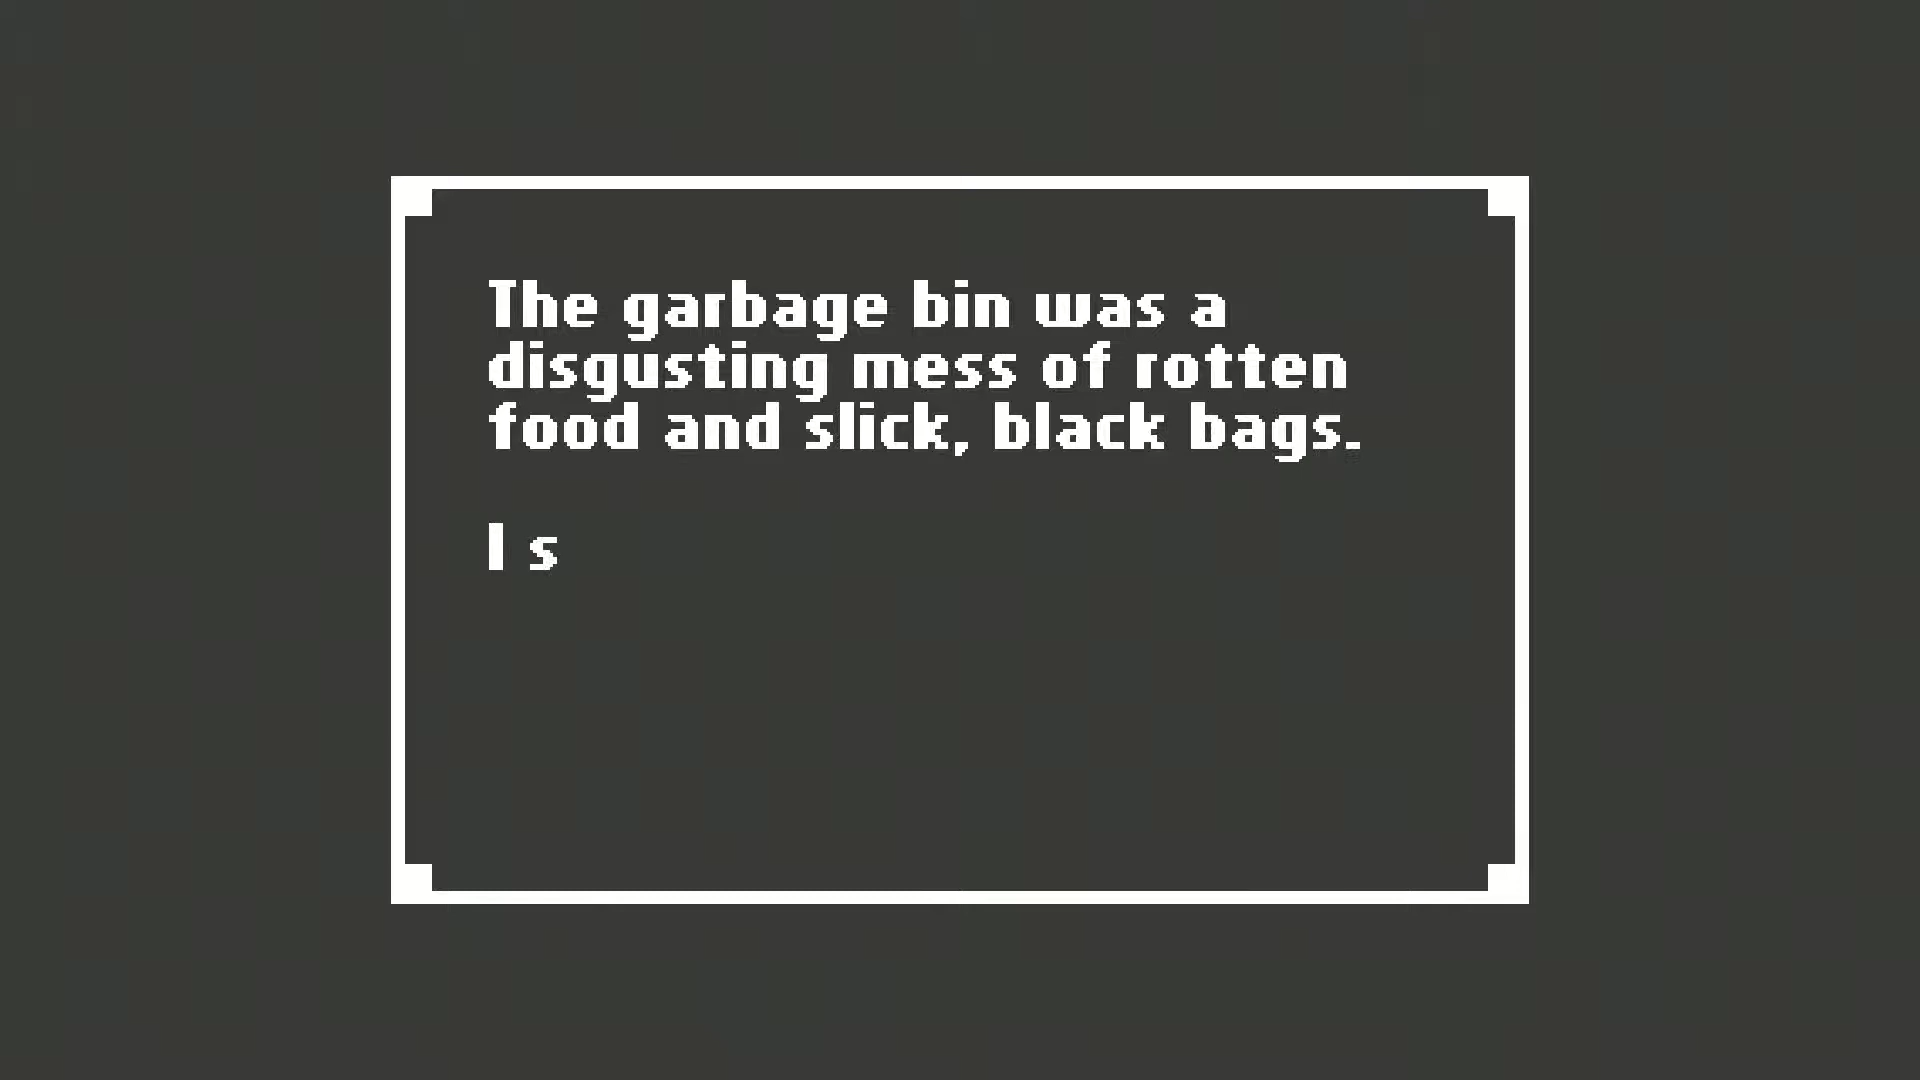 The garbage bin was a
disgusting mess of rotten
food and slick, black bags.
I s